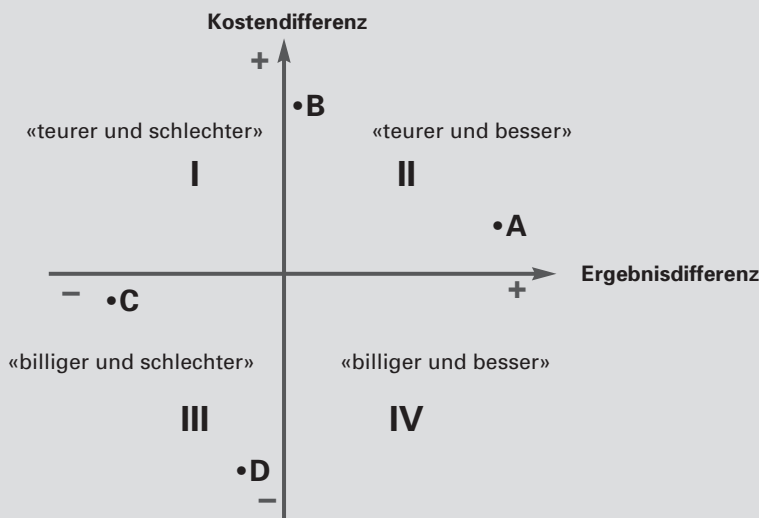 Kostendifferenz
+
•B
«teurer und schlechter» «teurer und besser»
I II
•A
Ergebnisdifferenz
– +
•C
«billiger und schlechter» «billiger und besser»
III IV
•D
–